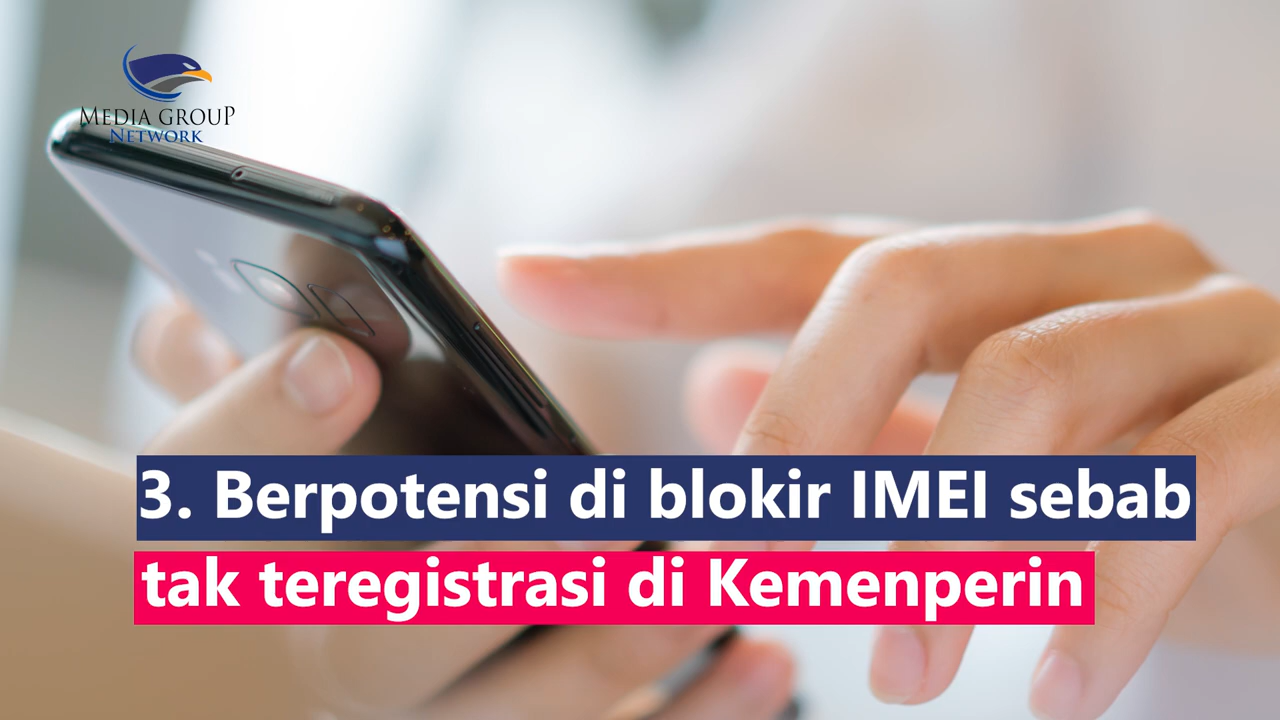 MEDIA GROUP
NETWORK
3. Berpotensi di blokir IMEI sebab
tak teregistrasi di Kemenperin